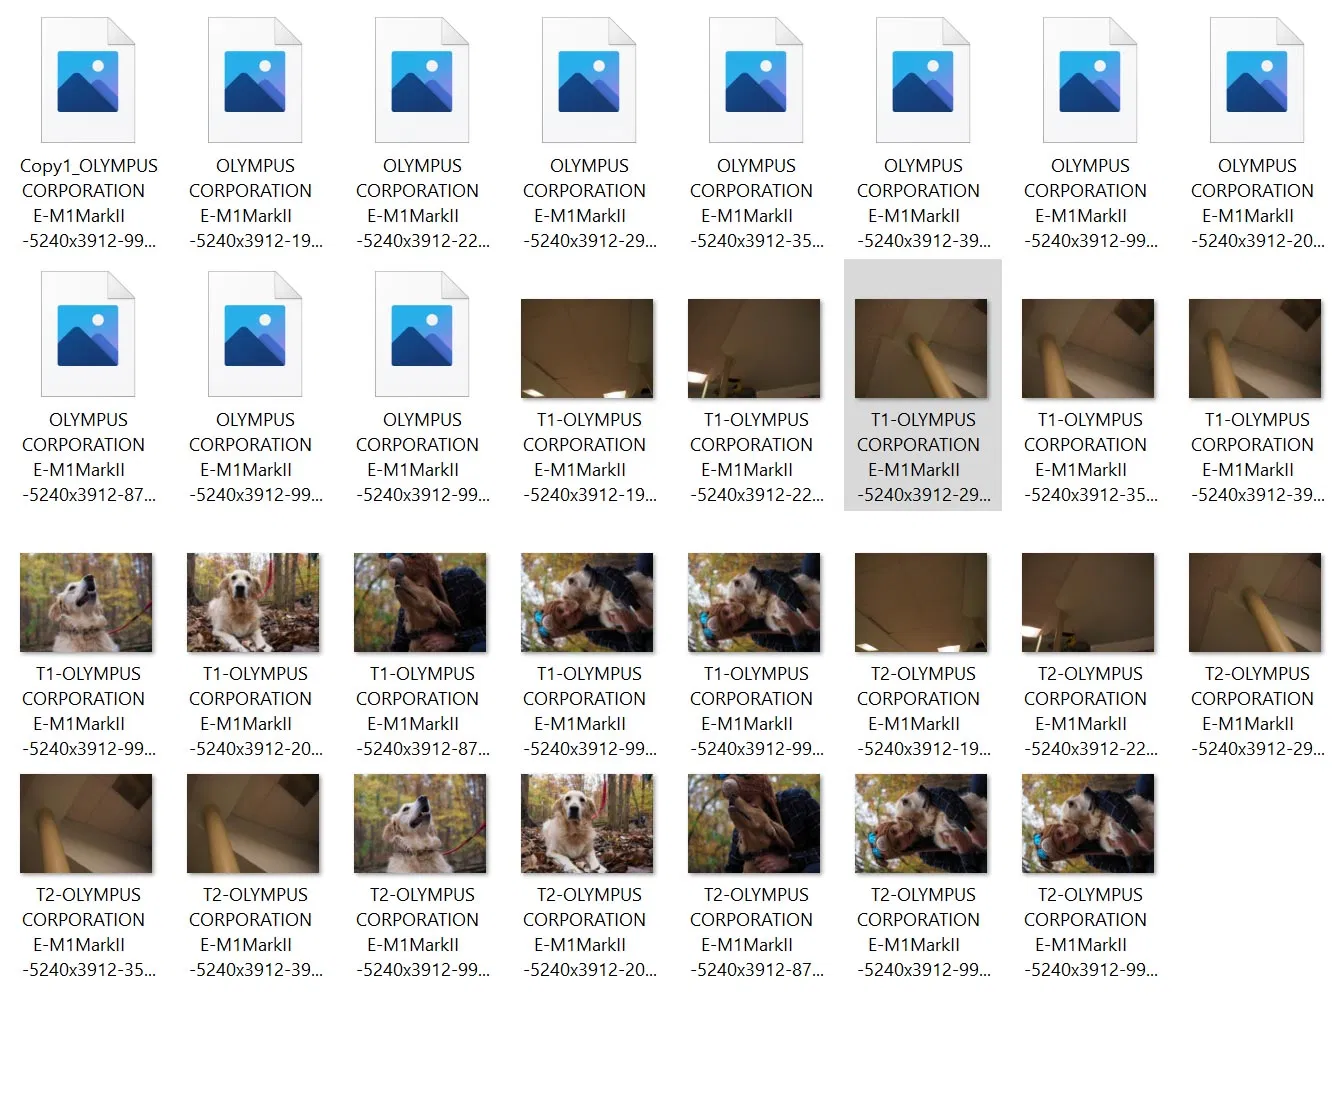 Copy1_OLYMPUS
CORPORATION
E-M1MarkII
-5240x3912-99...
OLYMPUS
CORPORATION
E-M1MarkII
-5240x3912-19...
OLYMPUS
CORPORATION
E-M1MarkII
-5240x3912-22...
OLYMPUS
CORPORATION
E-M1MarkII
-5240x3912-29...
OLYMPUS
CORPORATION
E-M1MarkII
-5240x3912-35...
OLYMPUS
CORPORATION
E-M1MarkII
-5240x3912-39...
OLYMPUS
CORPORATION
E-M1MarkII
-5240x3912-99...
OLYMPUS
CORPORATION
E-M1MarkII
-5240x3912-20...
OLYMPUS
CORPORATION
E-M1MarkII
-5240x3912-87...
OLYMPUS
CORPORATION
E-M1MarkII
-5240x3912-99...
OLYMPUS
CORPORATION
E-M1MarkII
-5240x3912-99...
T1-OLYMPUS
CORPORATION
E-M1MarkII
-5240x3912-19...
T1-OLYMPUS
CORPORATION
E-M1MarkII
-5240x3912-22...
T1-OLYMPUS
CORPORATION
E-M1MarkII
-5240x3912-29...
T1-OLYMPUS
CORPORATION
E-M1MarkII
-5240x3912-35...
T1-OLYMPUS
CORPORATION
E-M1MarkII
-5240x3912-39...
T1-OLYMPUS
CORPORATION
E-M1MarkII
-5240x3912-99...
T1-OLYMPUS
CORPORATION
E-M1MarkII
-5240x3912-20...
T1-OLYMPUS
CORPORATION
E-M1MarkII
-5240x3912-87...
T1-OLYMPUS
CORPORATION
E-M1MarkII
-5240x3912-99...
T1-OLYMPUS
CORPORATION
E-M1MarkII
-5240x3912-99...
T2-OLYMPUS
CORPORATION
E-M1MarkII
-5240x3912-19...
T2-OLYMPUS
CORPORATION
E-M1MarkII
-5240x3912-22...
T2-OLYMPUS
CORPORATION
E-M1MarkII
-5240x3912-29...
T2-OLYMPUS
CORPORATION
E-M1MarkII
-5240x3912-35...
T2-OLYMPUS
CORPORATION
E-M1MarkII
-5240x3912-39...
T2-OLYMPUS
CORPORATION
E-M1MarkII
-5240x3912-99...
T2-OLYMPUS
CORPORATION
E-M1MarkII
-5240x3912-20...
T2-OLYMPUS
CORPORATION
E-M1MarkII
-5240x3912-87...
T2-OLYMPUS
CORPORATION
E-M1MarkII
-5240x3912-99...
T2-OLYMPUS
CORPORATION
E-M1MarkII
-5240x3912-99...